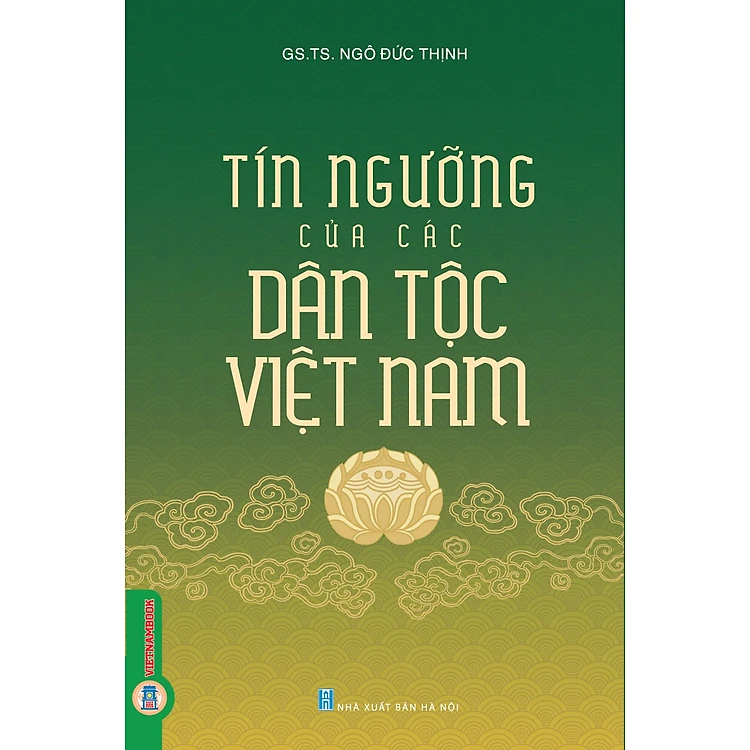 GS.TS. NGÔ ĐỨC THỊNH
TÍN NGƯỠNG
CỦA CÁC
DÂN TỘC
VIỆT NAM
VIETNAMBOOK
NHÀ XUẤT BẢN HÀ NỘI